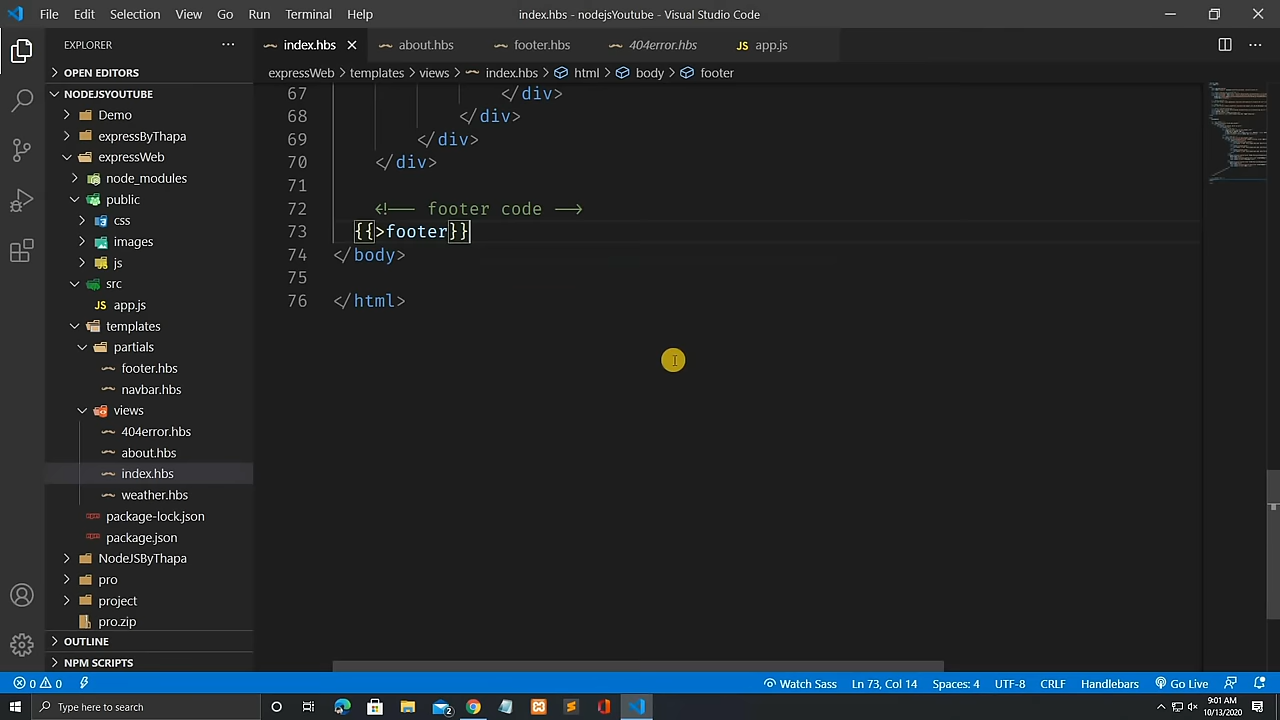 File Edit Selection View Go Run Terminal Help
index.hbs - nodejsYoutube - Visual Studio Code
EXPLORER
OPEN EDITORS
NODEJSYOUTUBE
Demo
expressByThapa
expressWeb
node_modules
public
css
images
js
src
JS app.js
templates
partials
footer.hbs
navbar.hbs
views
404error.hbs
about.hbs
index.hbs
weather.hbs
package-lock.json
package.json
NodeJSByThapa
pro
project
pro.zip
OUTLINE
NPM SCRIPTS
index.hbs about.hbs footer.hbs 404error.hbs JS app.js
expressWeb > templates > views > index.hbs > html > body > footer
67 </div>
68 </div>
69 </div>
70 </div>
71
72 <!-- footer code -->
73 {{>footer}}
74 </body>
75
76 </html>
0 0 Watch Sass Ln 73, Col 14 Spaces: 4 UTF-8 CRLF Handlebars Go Live
Type here to search
2
9:01 AM
10/13/2020